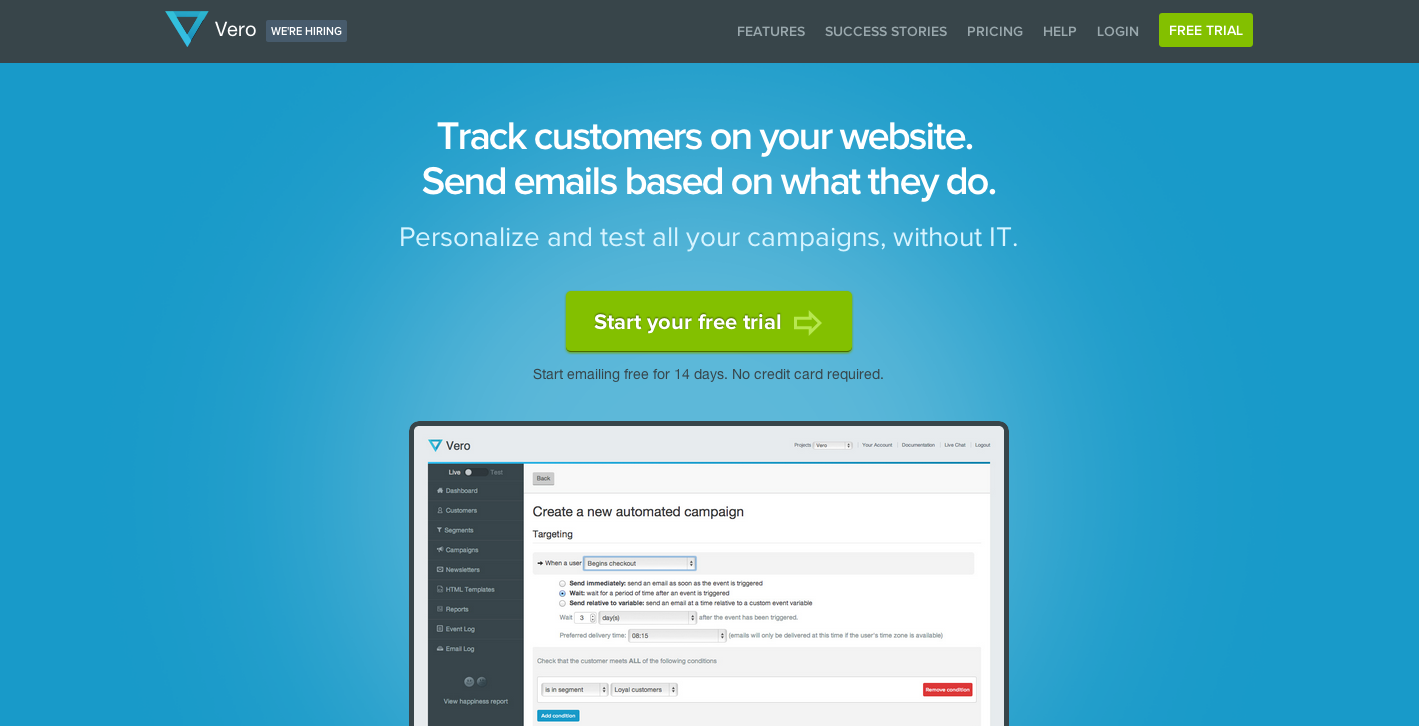 Vero
WE'RE HIRING
FEATURES
SUCCESS STORIES
PRICING
HELP
LOGIN
FREE TRIAL
Track customers on your website.
Send emails based on what they do.
Personalize and test all your campaigns, without IT.
Start your free trial
Start emailing free for 14 days. No credit card required.
Vero
Projects Vero
Your Account
Documentation
Live Chat
Logout
Live Test
Dashboard
Customers
Segments
Campaigns
Newsletters
HTML Templates
Reports
Event Log
Email Log
View happiness report
Back
Create a new automated campaign
Targeting
When a user Begins checkout
Send immediately: send an email as soon as the event is triggered
Wait: wait for a period of time after an event is triggered
Send relative to variable: send an email at a time relative to a custom event variable
Wait 3 day(s) after the event has been triggered.
Preferred delivery time: 08:15 (emails will only be delivered at this time if the user's time zone is available)
Check that the customer meets ALL of the following conditions
is in segment Loyal customers Remove condition
Add condition